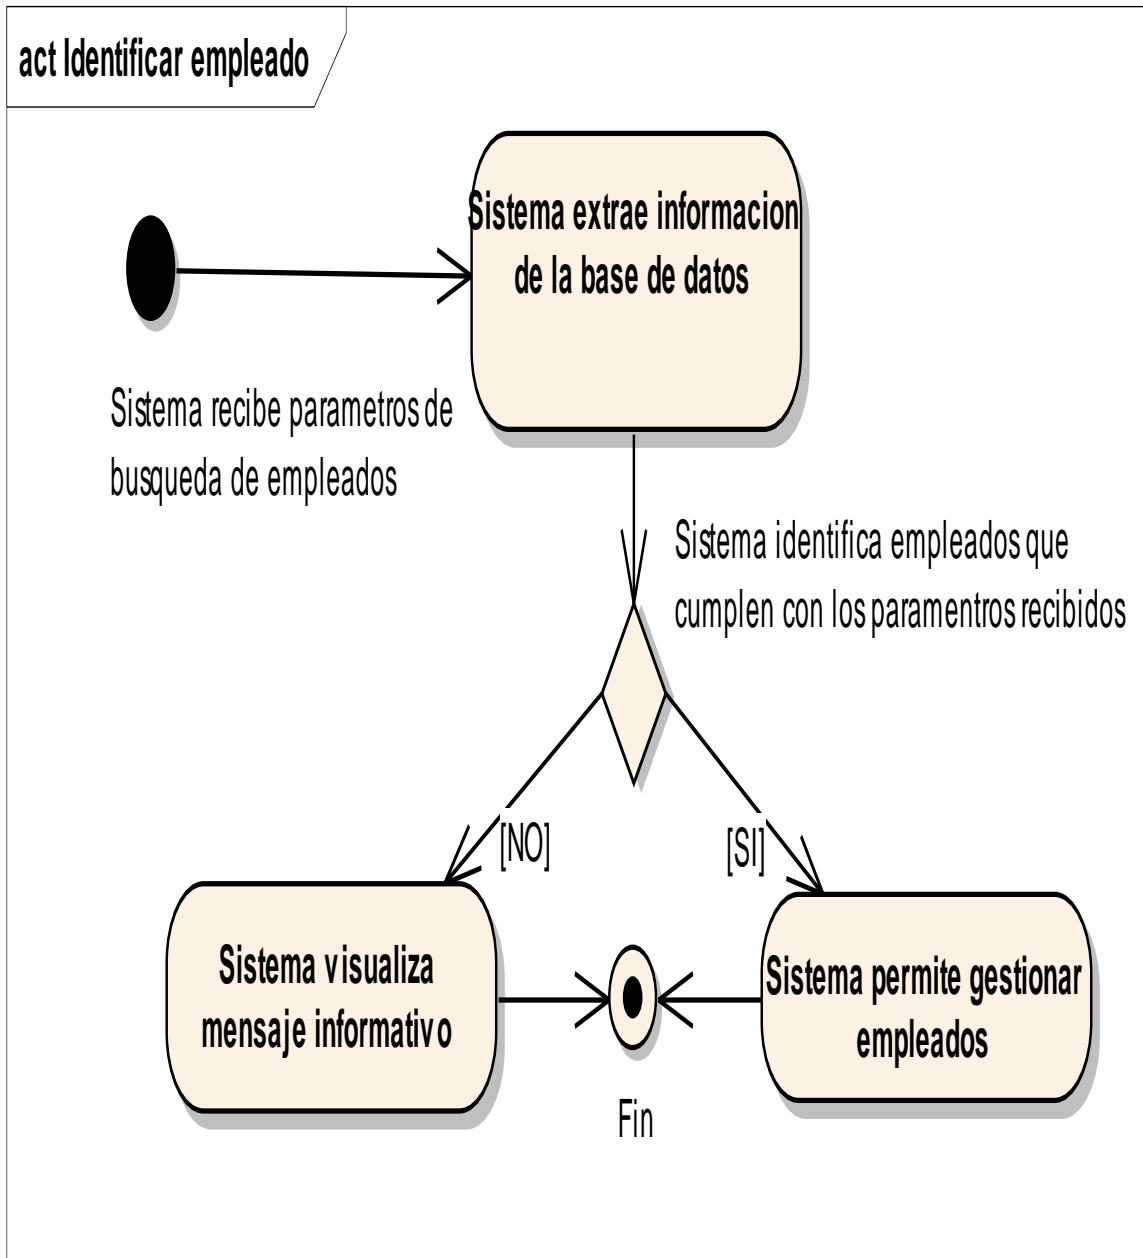 act Identificar empleado
Sistema extrae informacion
de la base de datos
Sistema recibe parametros de
busqueda de empleados
Sistema identifica empleados que
cumplen con los paramentros recibidos
[NO]
[SI]
Sistema visualiza
mensaje informativo
Sistema permite gestionar
empleados
Fin